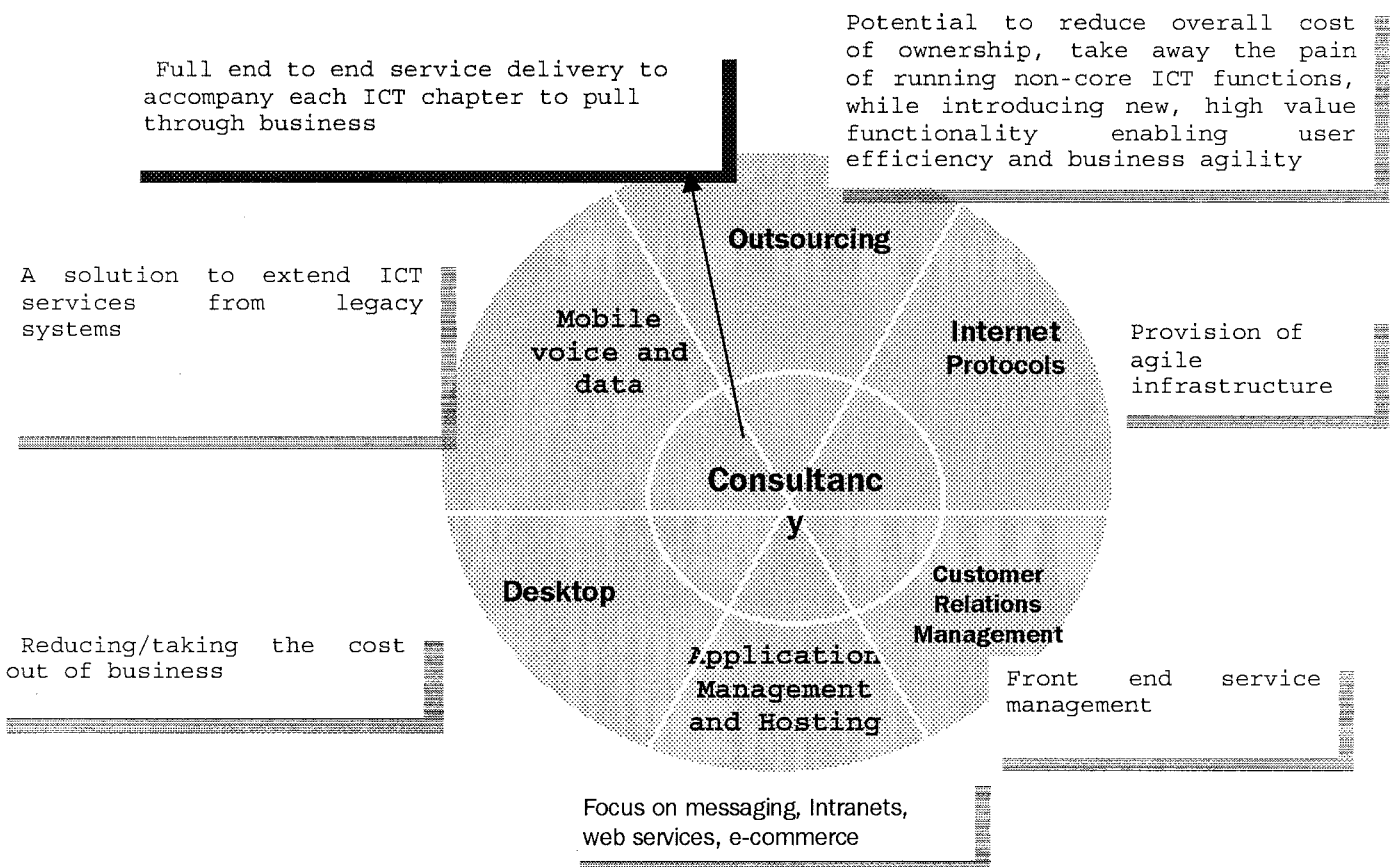 Full end to end service delivery to
accompany each ICT chapter to pull
through business
Potential to reduce overall cost
of ownership, take away the pain
of running non-core ICT functions,
while introducing new, high value
functionality enabling user
efficiency and business agility
Outsourcing
A solution to extend ICT
services from legacy
systems
Mobile
voice and
data
Internet
Protocols
Provision of
agile
infrastructure
Consultanc
y
Desktop
Customer
Relations
Management
Reducing/taking the cost
out of business
Application
Management
and Hosting
Front end service
management
Focus on messaging, Intranets,
web services, e-commerce